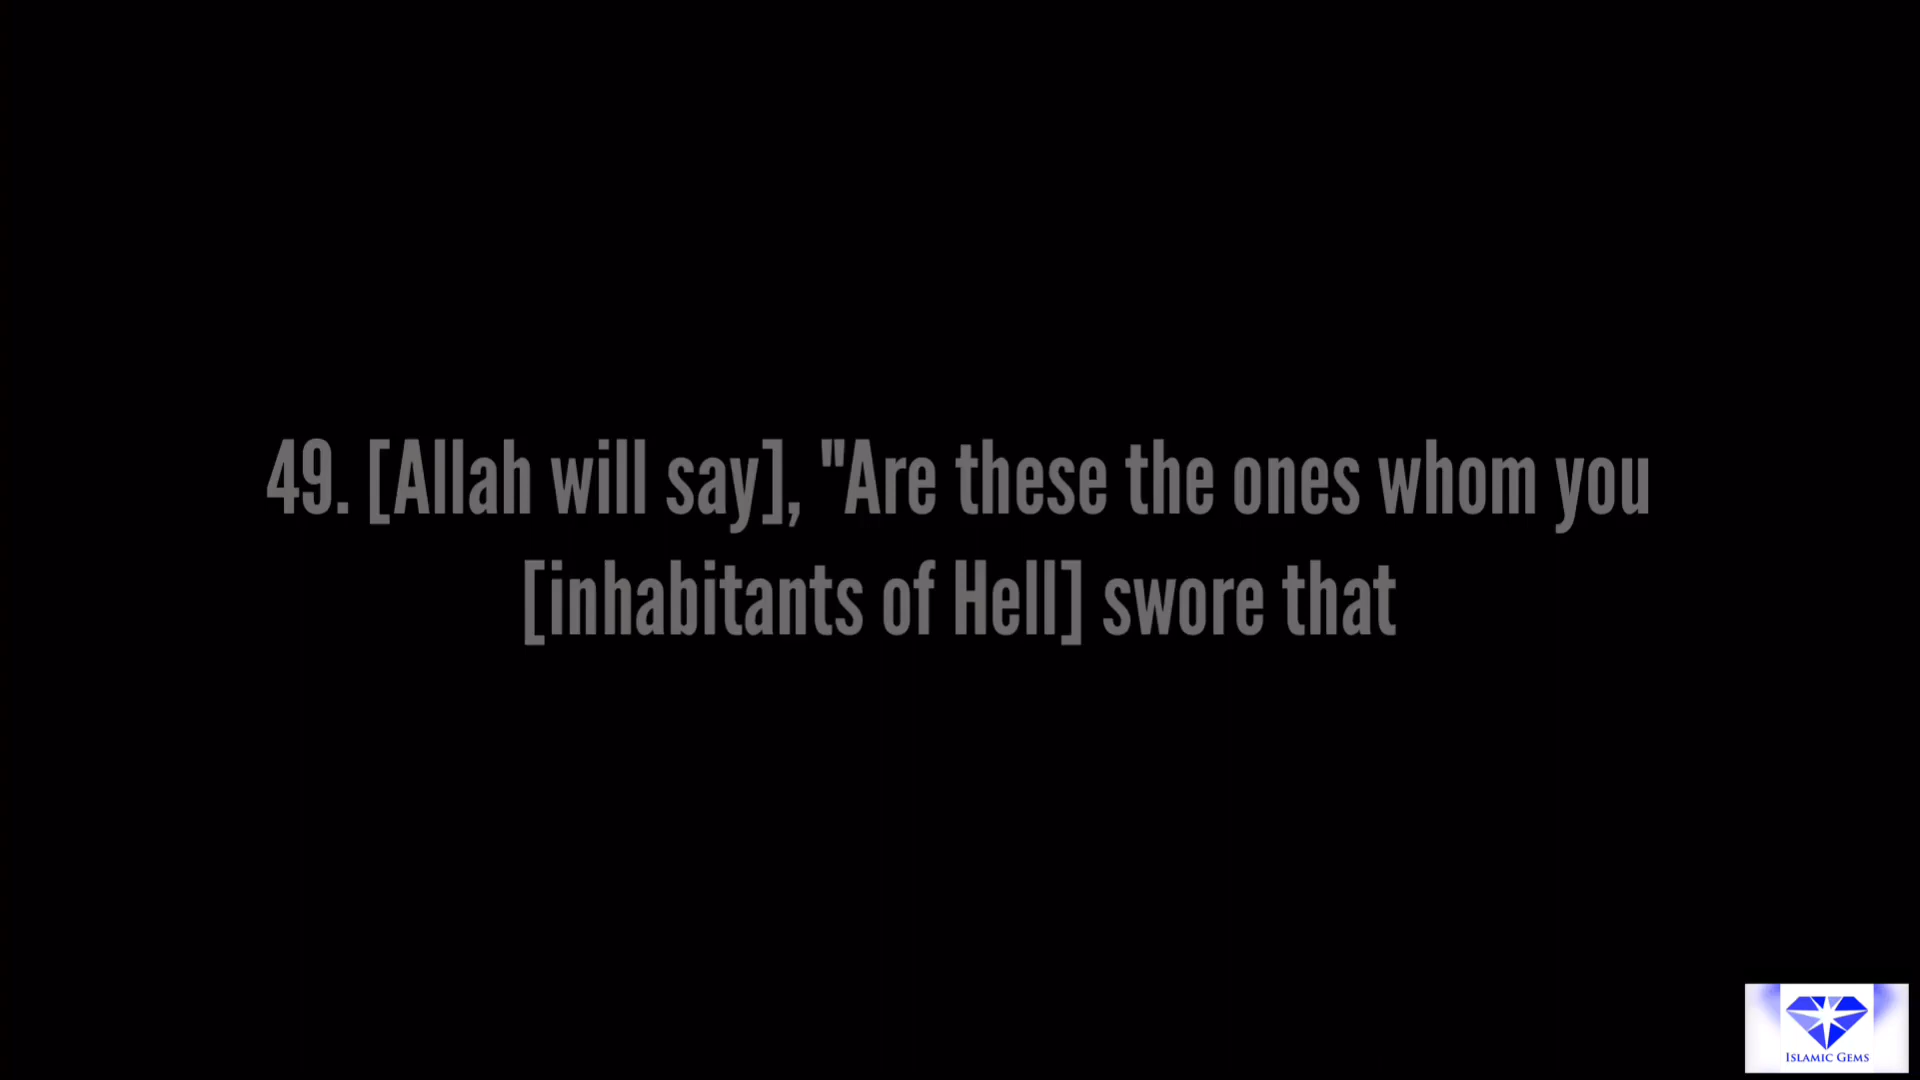 49. [Allah will say], "Are these the ones whom you
[inhabitants of Hell] swore that
Islamic Gems